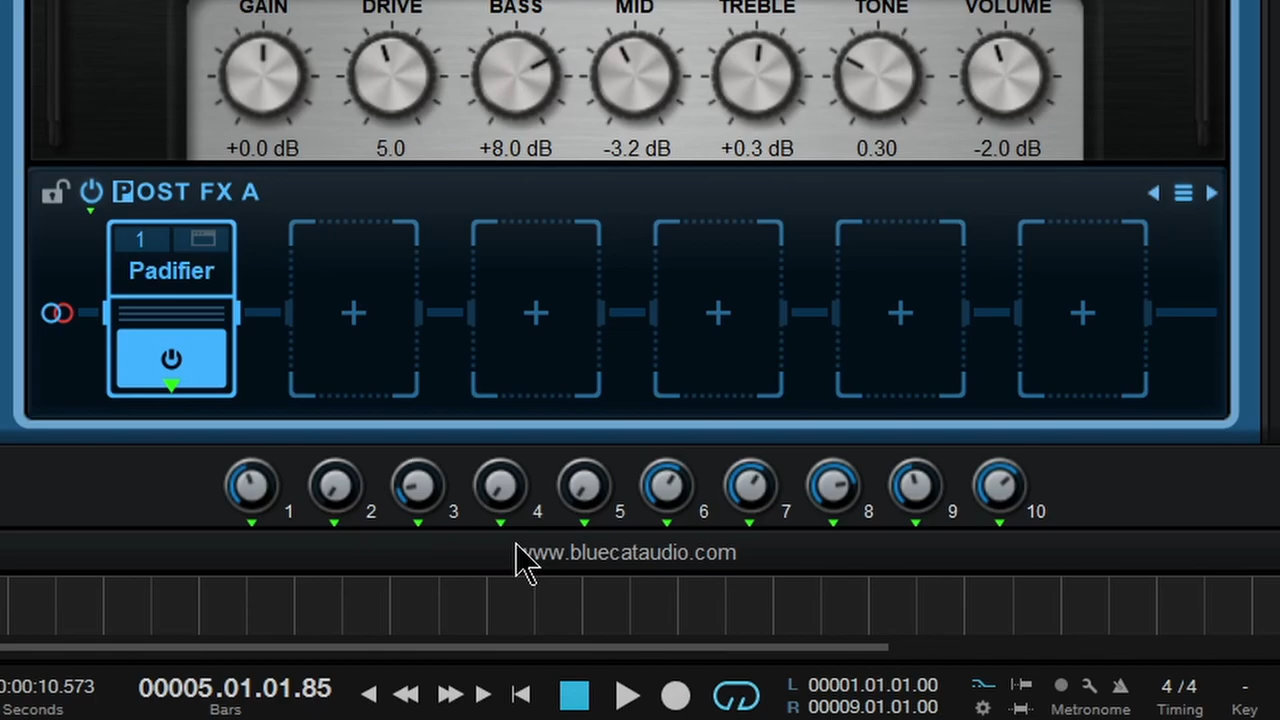 GAIN DRIVE BASS MID TREBLE TONE VOLUME
+0.0 dB 5.0 +8.0 dB -3.2 dB +0.3 dB 0.30 -2.0 dB
POST FX A
1
Padifier
1 2 3 4 5 6 7 8 9 10
www.bluecataudio.com
0:00:10.573 00005.01.01.85 L 00001.01.01.00 4 / 4 -
R 00009.01.01.00
Seconds Bars Metronome Timing Key